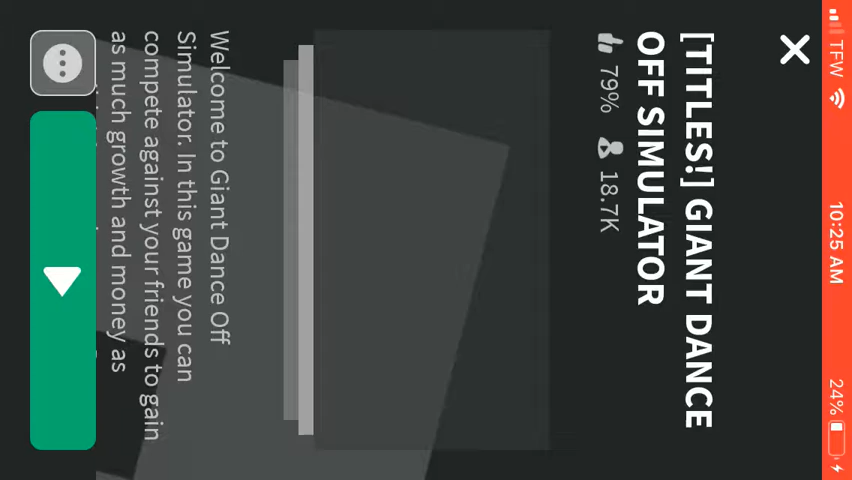 TFW 10:25 AM 24%
[TITLES!] GIANT DANCE
OFF SIMULATOR
79% 18.7K
Welcome to Giant Dance Off
Simulator. In this game you can
compete against your friends to gain
as much growth and money as